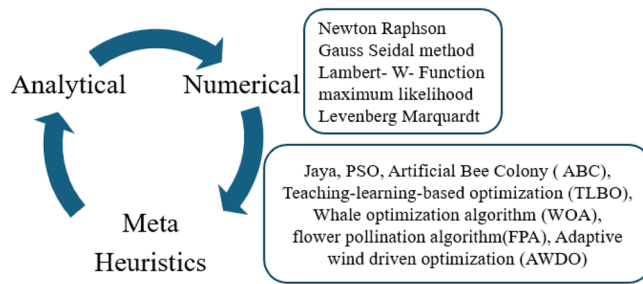 Analytical
Numerical
Newton Raphson
Gauss Seidal method
Lambert- W- Function
maximum likelihood
Levenberg Marquardt
Meta
Heuristics
Jaya, PSO, Artificial Bee Colony ( ABC),
Teaching-learning-based optimization (TLBO),
Whale optimization algorithm (WOA),
flower pollination algorithm(FPA), Adaptive
wind driven optimization (AWDO)